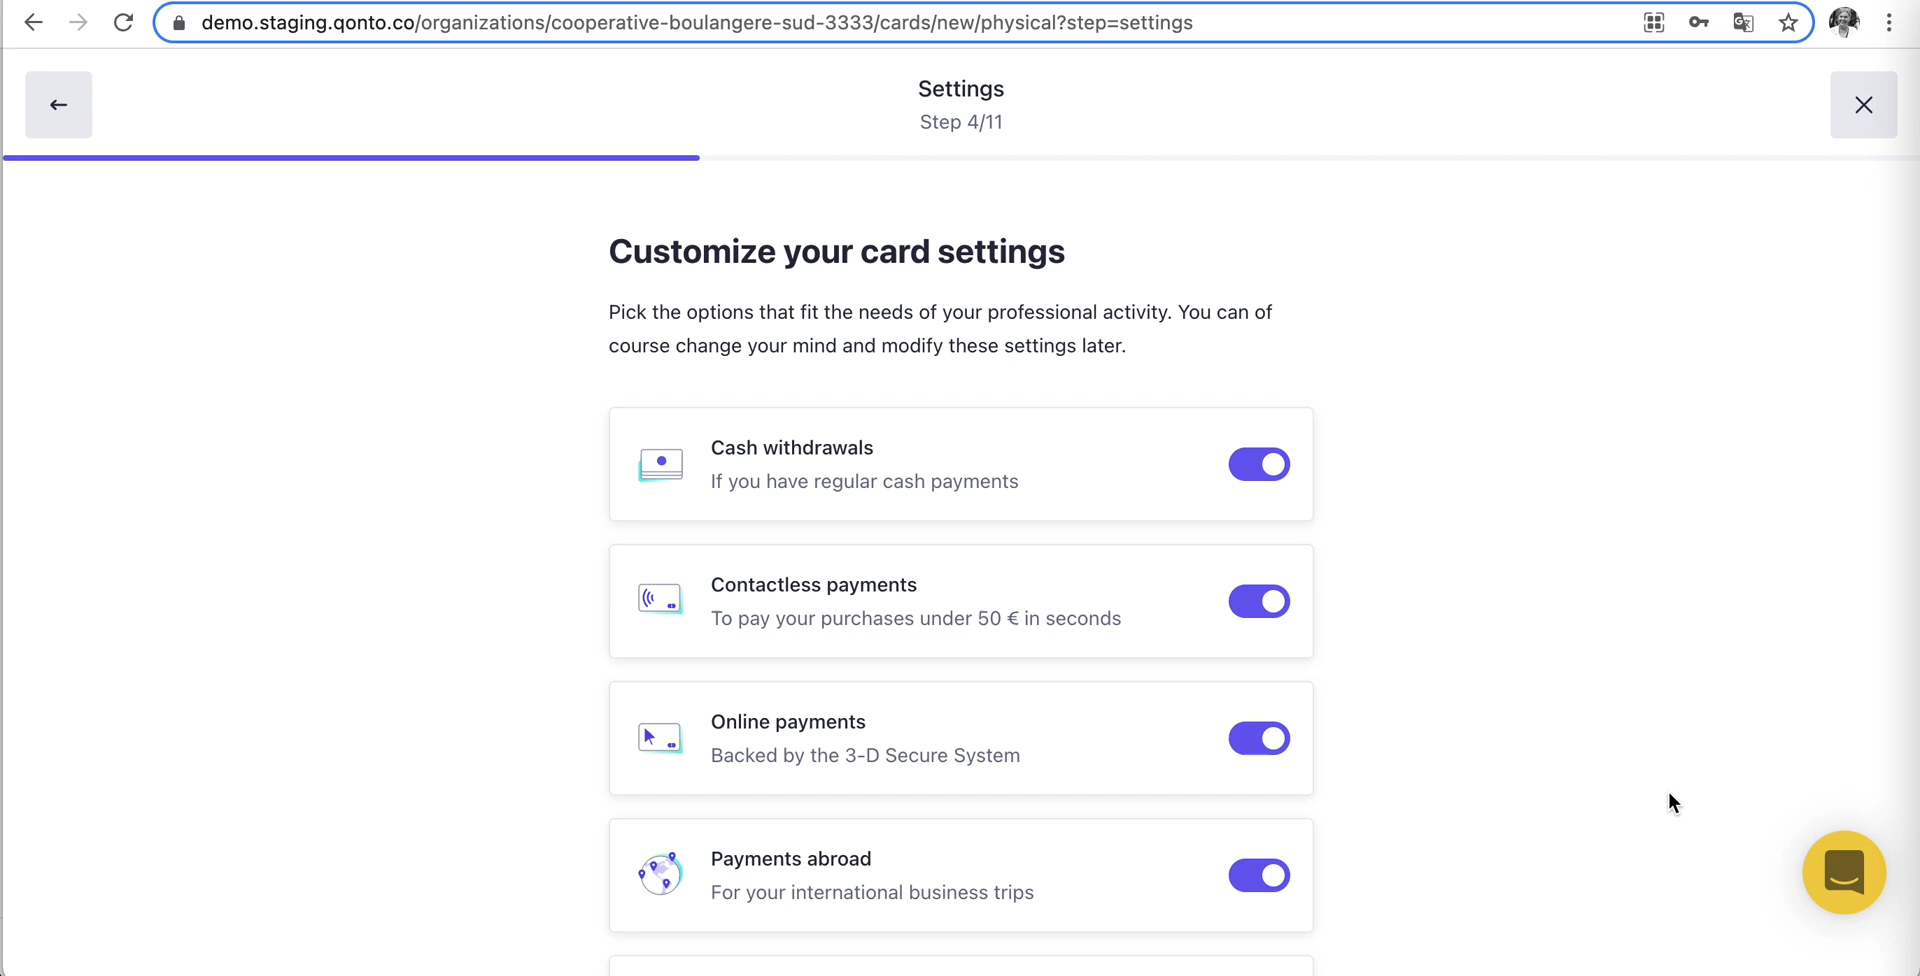 demo.staging.qonto.co/organizations/cooperative-boulangere-sud-3333/cards/new/physical?step=settings
Settings
Step 4/11
Customize your card settings
Pick the options that fit the needs of your professional activity. You can of
course change your mind and modify these settings later.
Cash withdrawals
If you have regular cash payments
Contactless payments
To pay your purchases under 50 € in seconds
Online payments
Backed by the 3-D Secure System
Payments abroad
For your international business trips